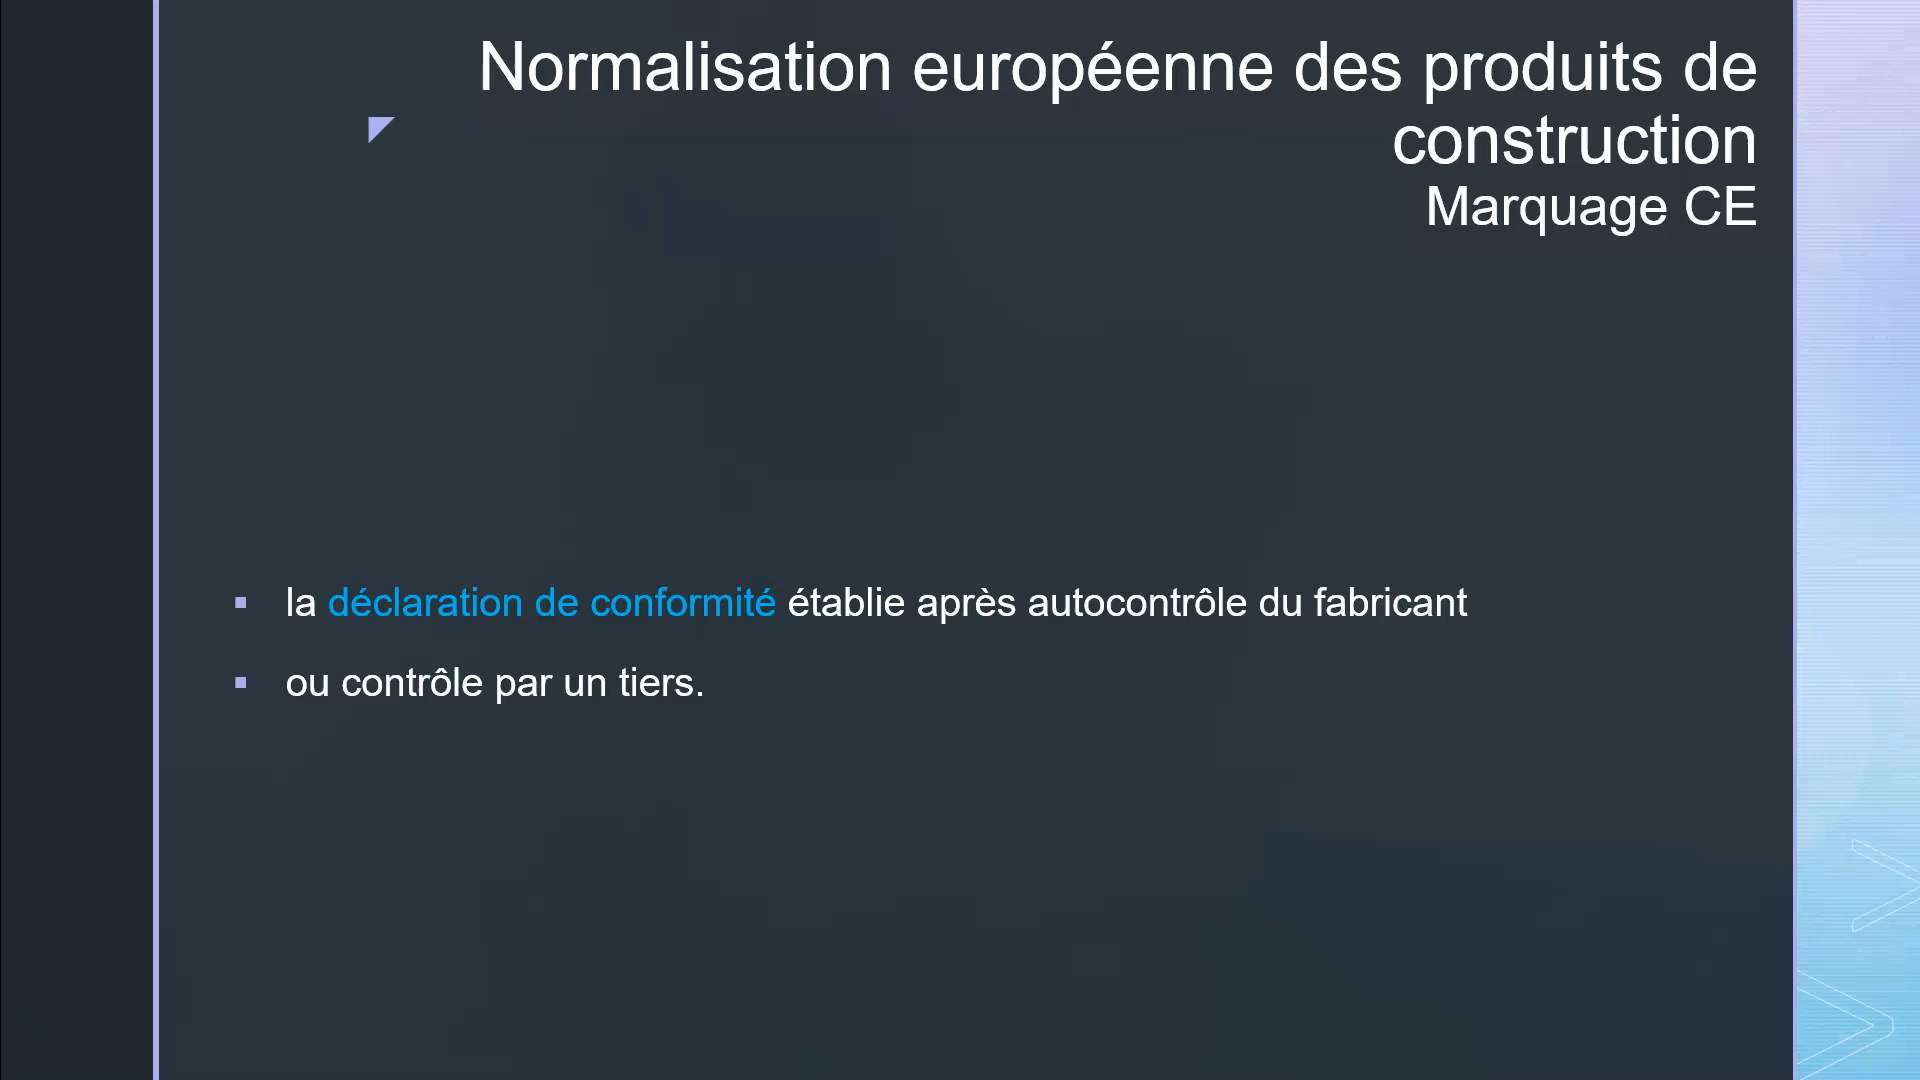 Normalisation européenne des produits de
construction
Marquage CE
la déclaration de conformité établie après autocontrôle du fabricant
ou contrôle par un tiers.